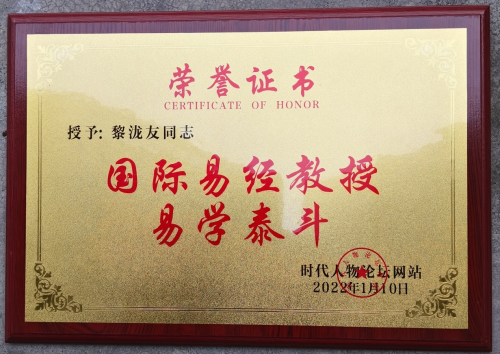 荣誉证书
CERTIFICATE OF HONOR
授予: 黎泷友同志
国际易经教授
易学泰斗
时代人物论坛网站
2022年1月10日